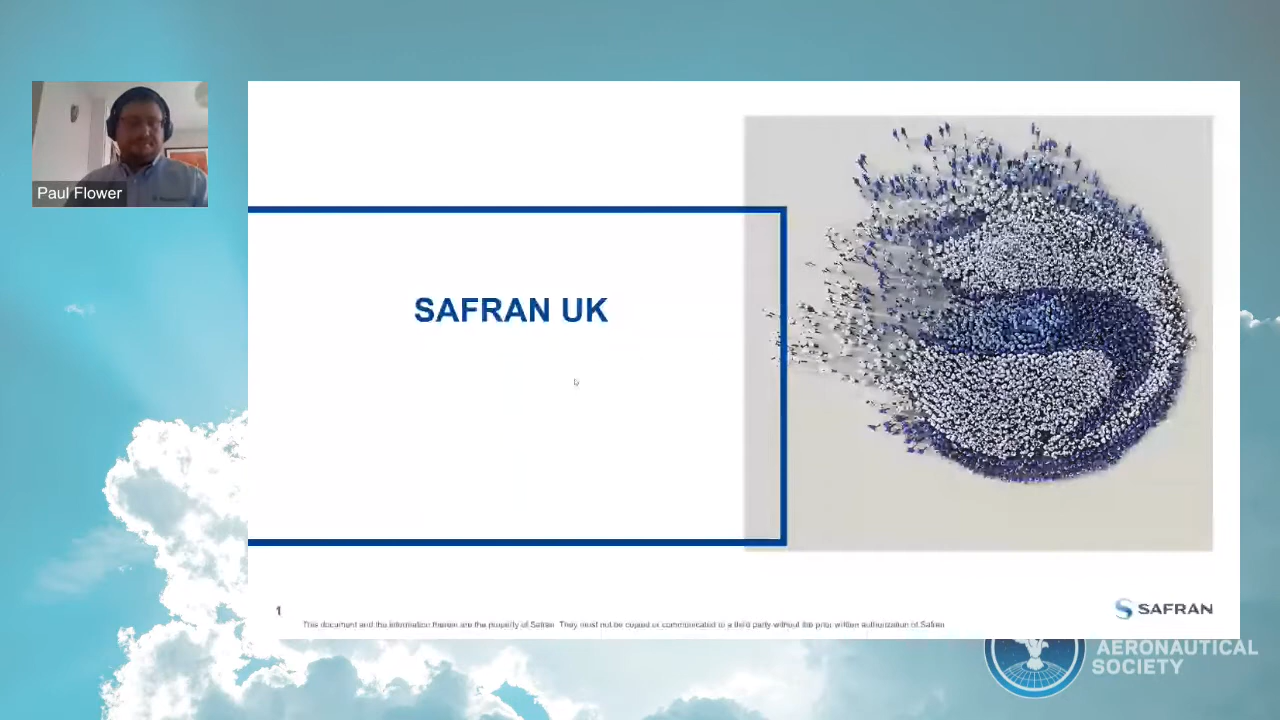 Paul Flower
SAFRAN UK
1
This document and the information therein are the property of Safran. They must not be copied or communicated to a third party without the prior written authorization of Safran
SAFRAN
AERONAUTICAL
SOCIETY